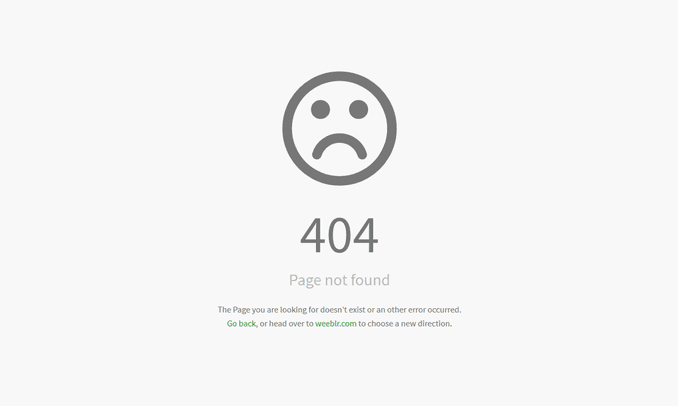 404
Page not found
The Page you are looking for doesn't exist or an other error occurred.
Go back, or head over to weeblr.com to choose a new direction.